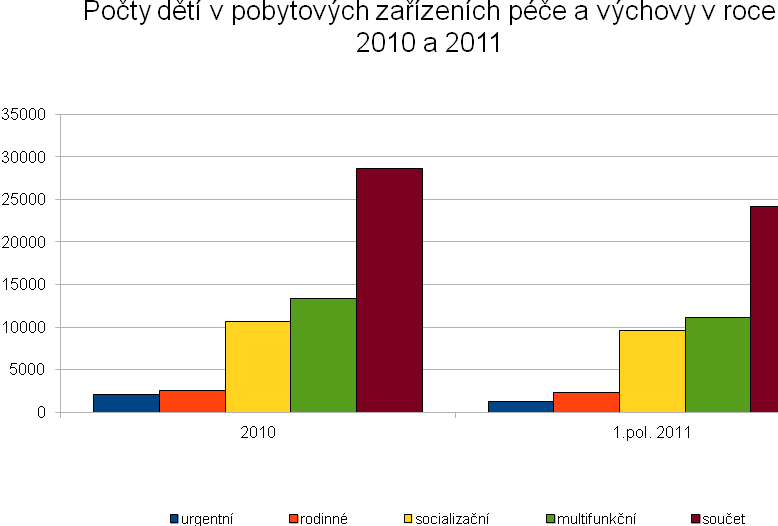 Počty dětí v pobytových zařízeních péče a výchovy v roce
2010 a 2011
35000
30000
25000
20000
15000
10000
5000
0
2010 1.pol. 2011
urgentní rodinné socializační multifunkční součet